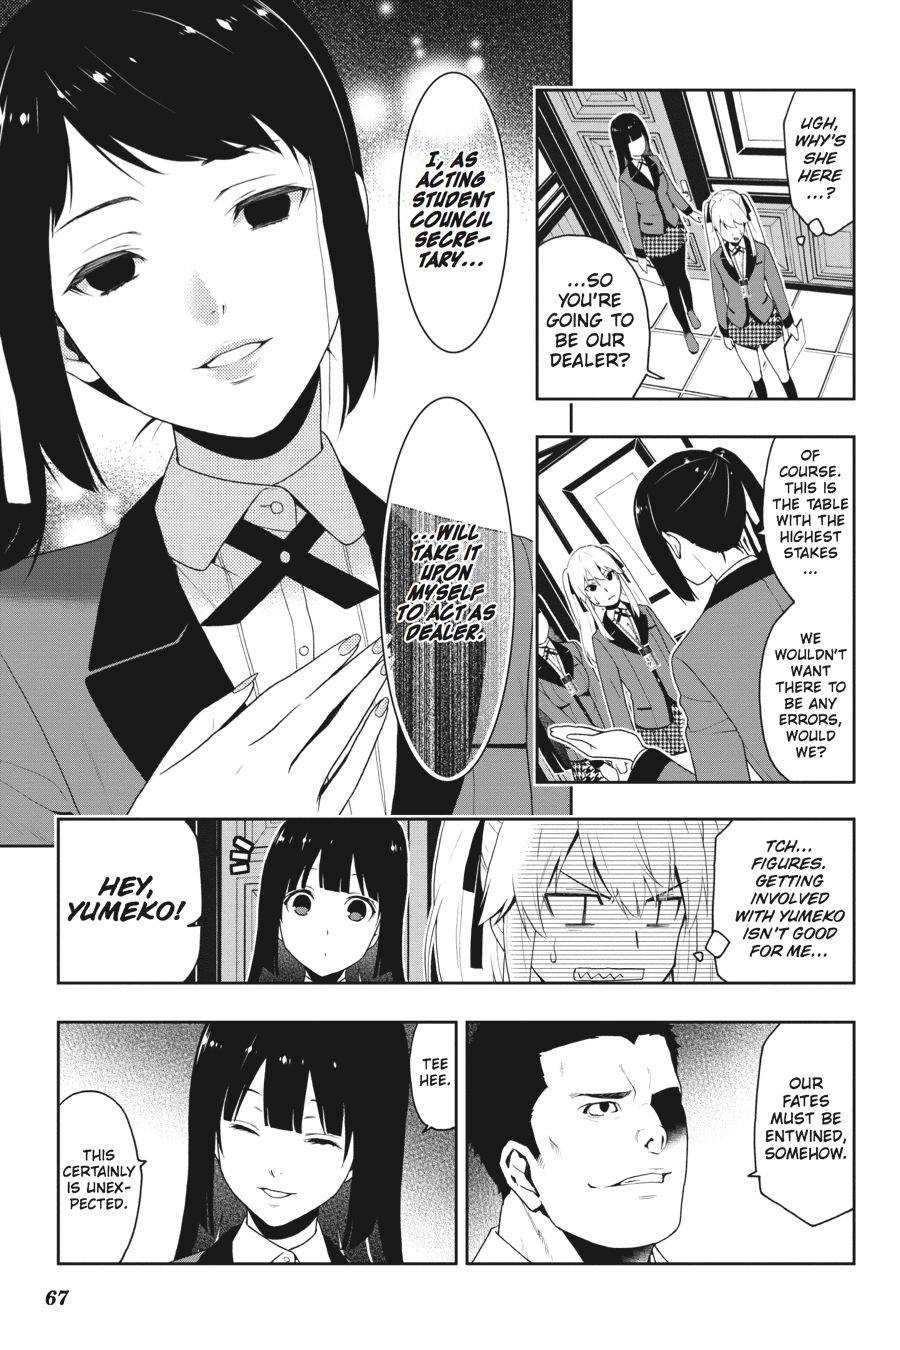 UGH,
WHY'S
SHE
HERE
...?
...SO
YOU'RE
GOING TO
BE OUR
DEALER?
OF
COURSE.
THIS IS
THE TABLE
WITH THE
HIGHEST
STAKES
...
WE
WOULDN'T
WANT
THERE TO
BE ANY
ERRORS,
WOULD
WE?
I, AS
ACTING
STUDENT
COUNCIL
SECRE-
TARY...
...WILL
TAKE IT
UPON
MYSELF
TO ACT AS
DEALER.
TCH...
FIGURES.
GETTING
INVOLVED
WITH YUMEKO
ISN'T GOOD
FOR ME...
HEY,
YUMEKO!
OUR
FATES
MUST BE
ENTWINED,
SOMEHOW.
TEE
HEE.
THIS
CERTAINLY
IS UNEX-
PECTED.
67